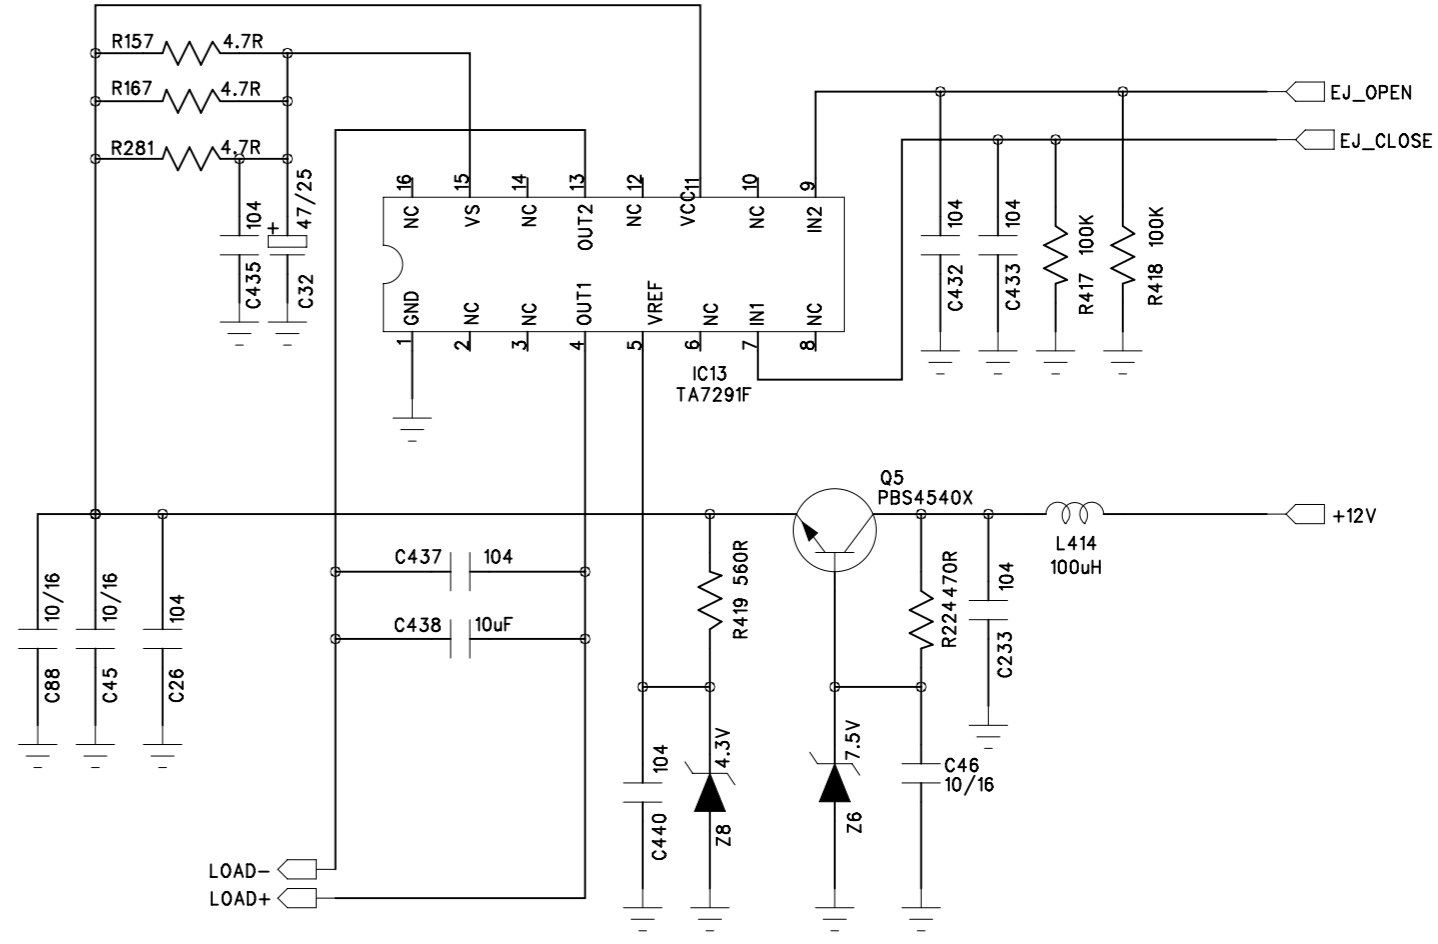 R157 4.7R
R167 4.7R
R281 4.7R
104
C435
+
47/25
C32
16
15
14
13
12
11
10
9
NC
VS
NC
OUT2
NC
VCC
NC
IN2
GND
NC
NC
OUT1
VREF
NC
IN1
NC
1
2
3
4
5
6
7
8
IC13
TA7291F
EJ_OPEN
EJ_CLOSE
104
C432
104
C433
R417 100K
R418 100K
Q5
PBS4540X
+12V
L414
100uH
10/16
C88
10/16
C45
104
C26
C437 104
C438 10uF
R419 560R
R224 470R
104
C233
104
C440
4.3V
Z8
7.5V
Z6
C46
10/16
LOAD-
LOAD+